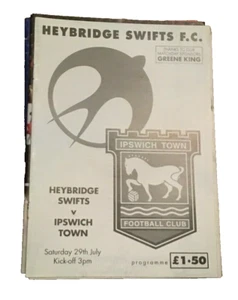 HEYBRIDGE SWIFTS F.C.
GREENE KING
IPSWICH TOWN
FOOTBALL CLUB
HEYBRIDGE
SWIFTS
v
IPSWICH
TOWN
Saturday 29th July
Kick-off 3pm
programme £1·50